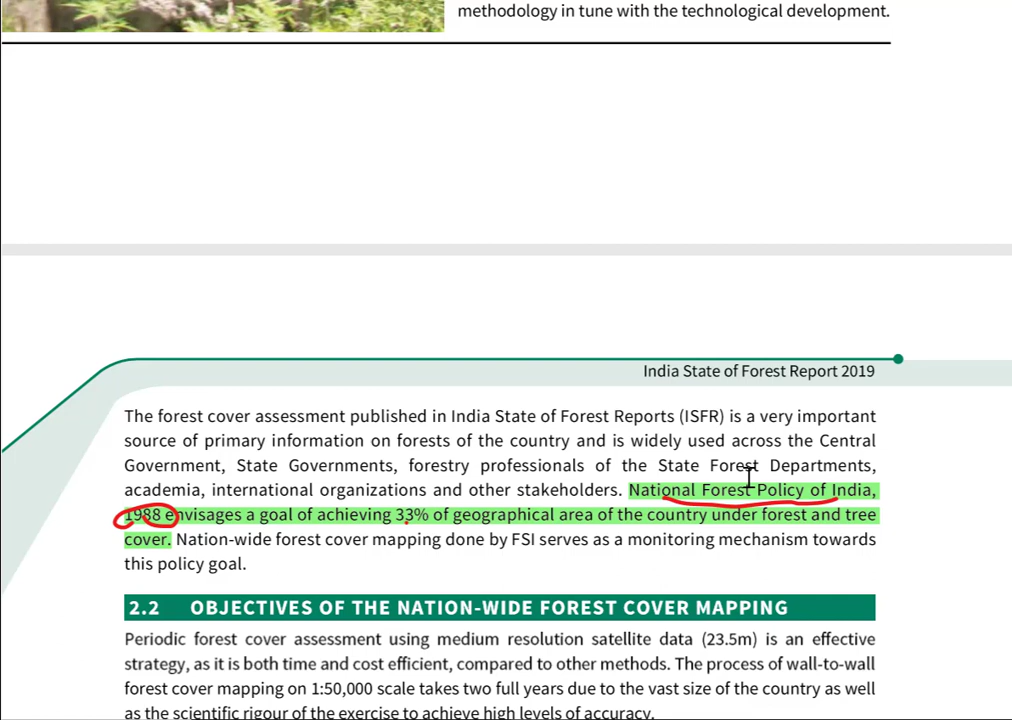 methodology in tune with the technological development.
India State of Forest Report 2019
The forest cover assessment published in India State of Forest Reports (ISFR) is a very important
source of primary information on forests of the country and is widely used across the Central
Government, State Governments, forestry professionals of the State Forest Departments,
academia, international organizations and other stakeholders. National Forest Policy of India,
1988 envisages a goal of achieving 33% of geographical area of the country under forest and tree
cover. Nation-wide forest cover mapping done by FSI serves as a monitoring mechanism towards
this policy goal.
2.2 OBJECTIVES OF THE NATION-WIDE FOREST COVER MAPPING
Periodic forest cover assessment using medium resolution satellite data (23.5m) is an effective
strategy, as it is both time and cost efficient, compared to other methods. The process of wall-to-wall
forest cover mapping on 1:50,000 scale takes two full years due to the vast size of the country as well
as the scientific rigour of the exercise to achieve high levels of accuracy.